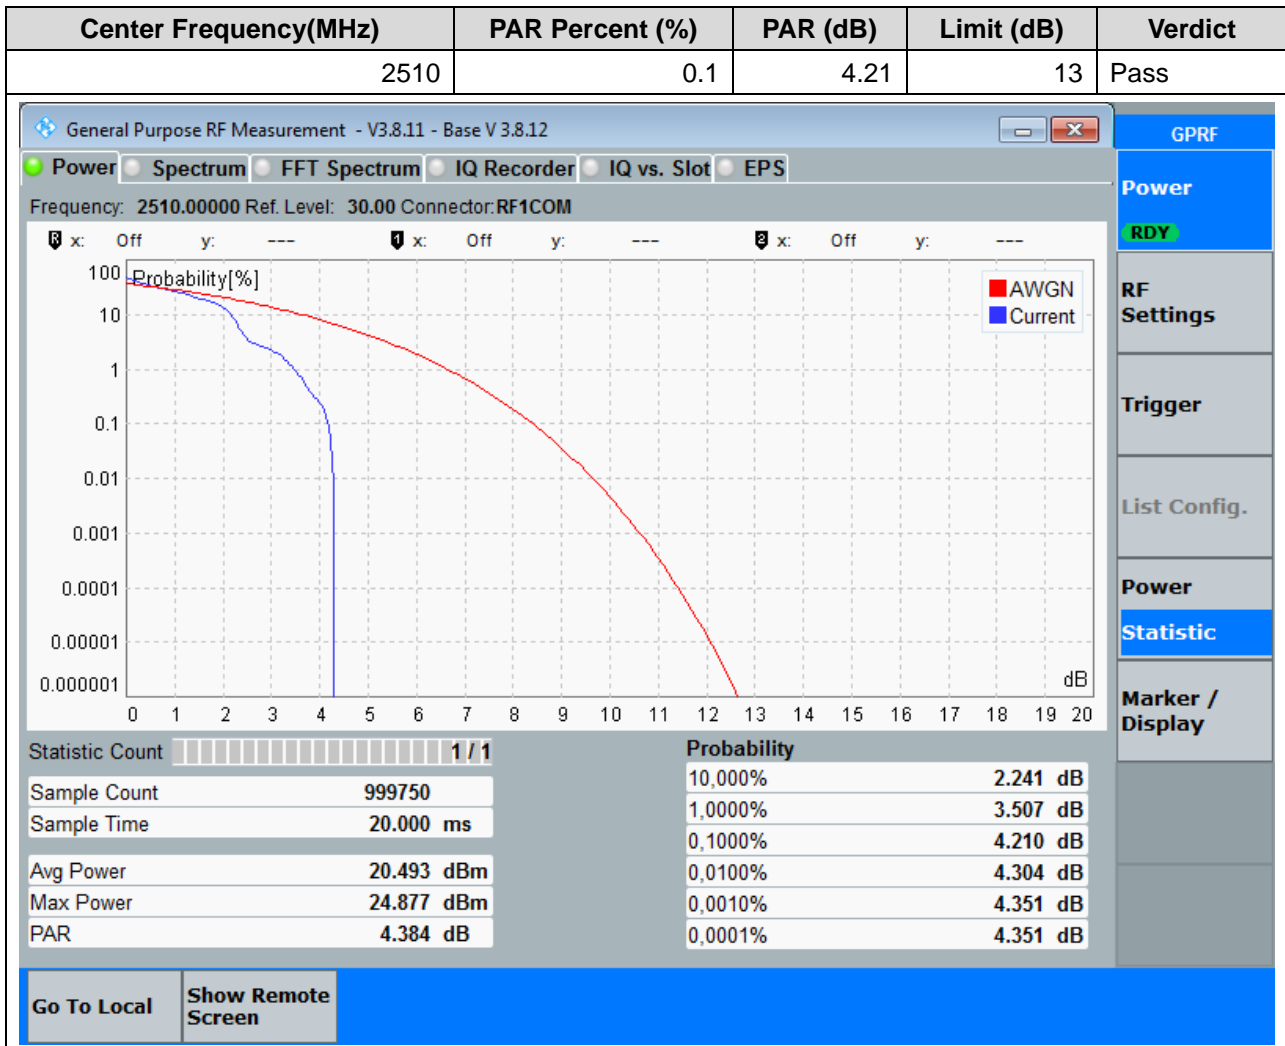 Center Frequency(MHz) PAR Percent (%) PAR (dB) Limit (dB) Verdict
2510 0.1 4.21 13 Pass
General Purpose RF Measurement - V3.8.11 - Base V 3.8.12
GPRF
Power Spectrum FFT Spectrum IQ Recorder IQ vs. Slot EPS
Frequency: 2510.00000 Ref. Level: 30.00 Connector:RF1COM
R x: Off y: --- 1 x: Off y: --- 2 x: Off y: ---
Probability[%]
100
10
1
0.1
0.01
0.001
0.0001
0.00001
0.000001
AWGN
Current
dB
0 1 2 3 4 5 6 7 8 9 10 11 12 13 14 15 16 17 18 19 20
Statistic Count 1 / 1
Sample Count 999750
Sample Time 20.000 ms
Avg Power 20.493 dBm
Max Power 24.877 dBm
PAR 4.384 dB
Probability
10,000% 2.241 dB
1,0000% 3.507 dB
0,1000% 4.210 dB
0,0100% 4.304 dB
0,0010% 4.351 dB
0,0001% 4.351 dB
Power
RDY
RF
Settings
Trigger
List Config.
Power
Statistic
Marker /
Display
Go To Local
Show Remote
Screen